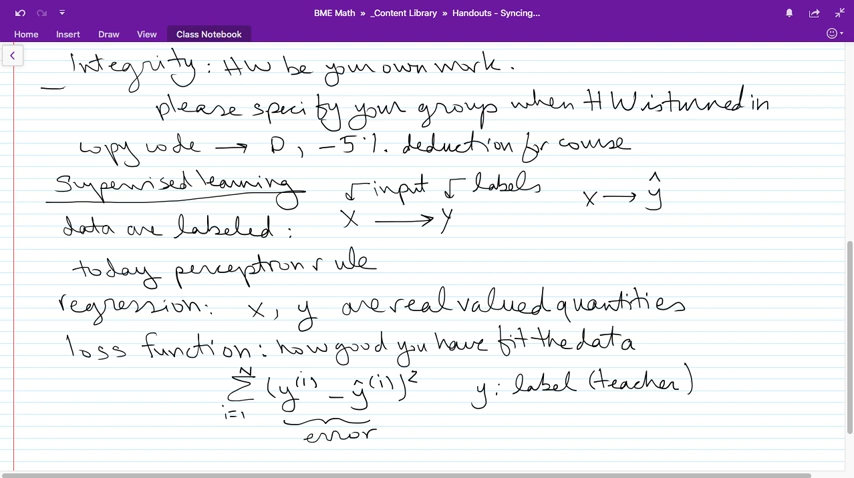 BME Math » _Content Library » Handouts - Syncing...
Home Insert Draw View Class Notebook
Integrity: HW be your own work.
please specify your group when HW is turned in
copy code → D, -5%. deduction for course
Supervised learning
input labels
X → Y
x → ŷ
data are labeled:
today perceptron rule
regression: x, y are real valued quantities
loss function: how good you have fit the data
N
∑ (y⁽ⁱ⁾ - ŷ⁽ⁱ⁾)² y: label (teacher)
i=1
error